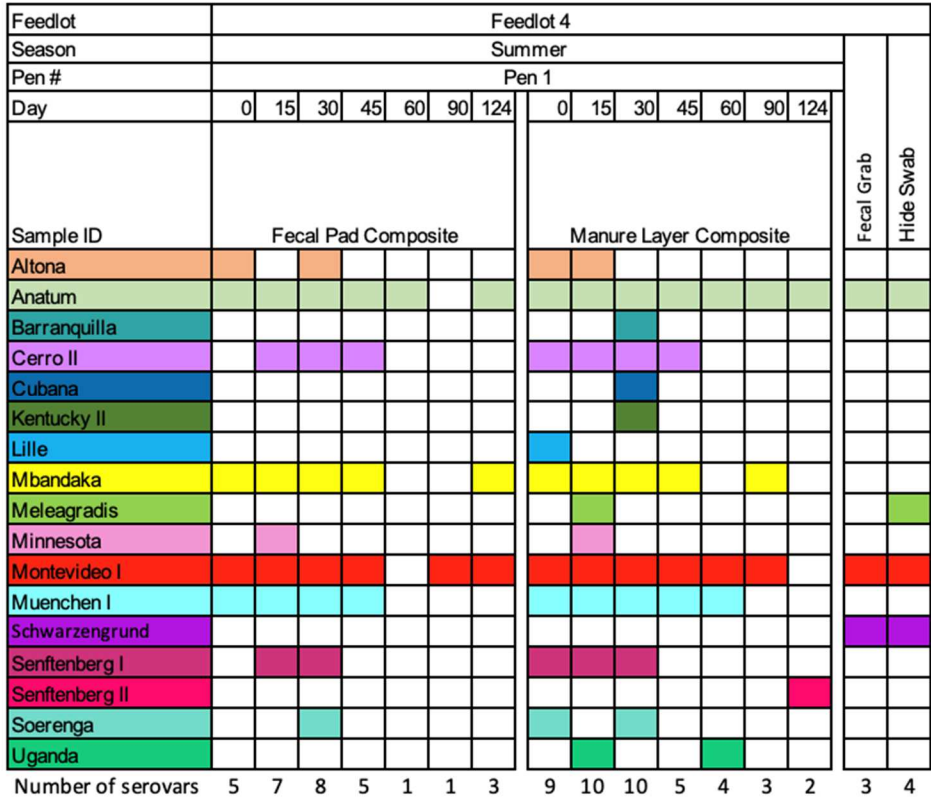 Feedlot Feedlot 4
Season Summer
Pen # Pen 1
Day 0 15 30 45 60 90 124 0 15 30 45 60 90 124
Sample ID Fecal Pad Composite Manure Layer Composite Fecal Grab Hide Swab
Altona
Anatum
Barranquilla
Cerro II
Cubana
Kentucky II
Lille
Mbandaka
Meleagradis
Minnesota
Montevideo I
Muenchen I
Schwarzengrund
Senftenberg I
Senftenberg II
Soerenga
Uganda
Number of serovars 5 7 8 5 1 1 3 9 10 10 5 4 3 2 3 4